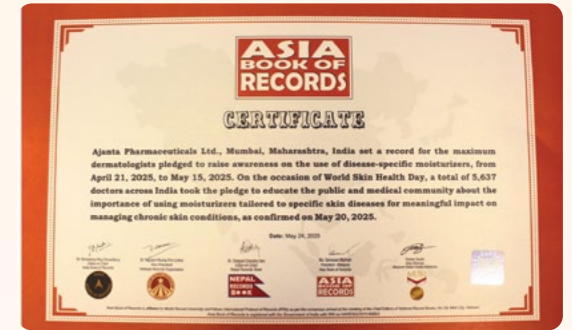 ASIA
BOOK OF
RECORDS
CERTIFICATE
Ajanta Pharmaceuticals Ltd., Mumbai, Maharashtra, India set a record for the maximum
dermatologists pledged to raise awareness on the use of disease-specific moisturizers, from
April 21, 2025, to May 15, 2025. On the occasion of World Skin Health Day, a total of 5,637
doctors across India took the pledge to educate the public and medical community about the
importance of using moisturizers tailored to specific skin diseases for meaningful impact on
managing chronic skin conditions, as confirmed on May 20, 2025.
Date: May 24, 2025
NEPAL
RECORDS
ASIA
BOOK OF
RECORDS